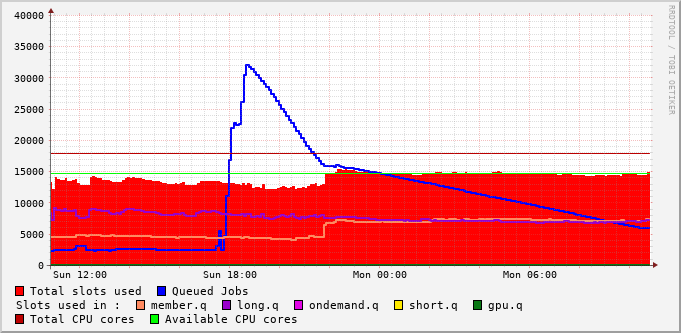 40000
35000
30000
25000
20000
15000
10000
5000
0
Sun 12:00 Sun 18:00 Mon 00:00 Mon 06:00
RRDTOOL / TOBI OETIKER
Total slots used Queued Jobs
Slots used in : member.q long.q ondemand.q short.q gpu.q
Total CPU cores Available CPU cores